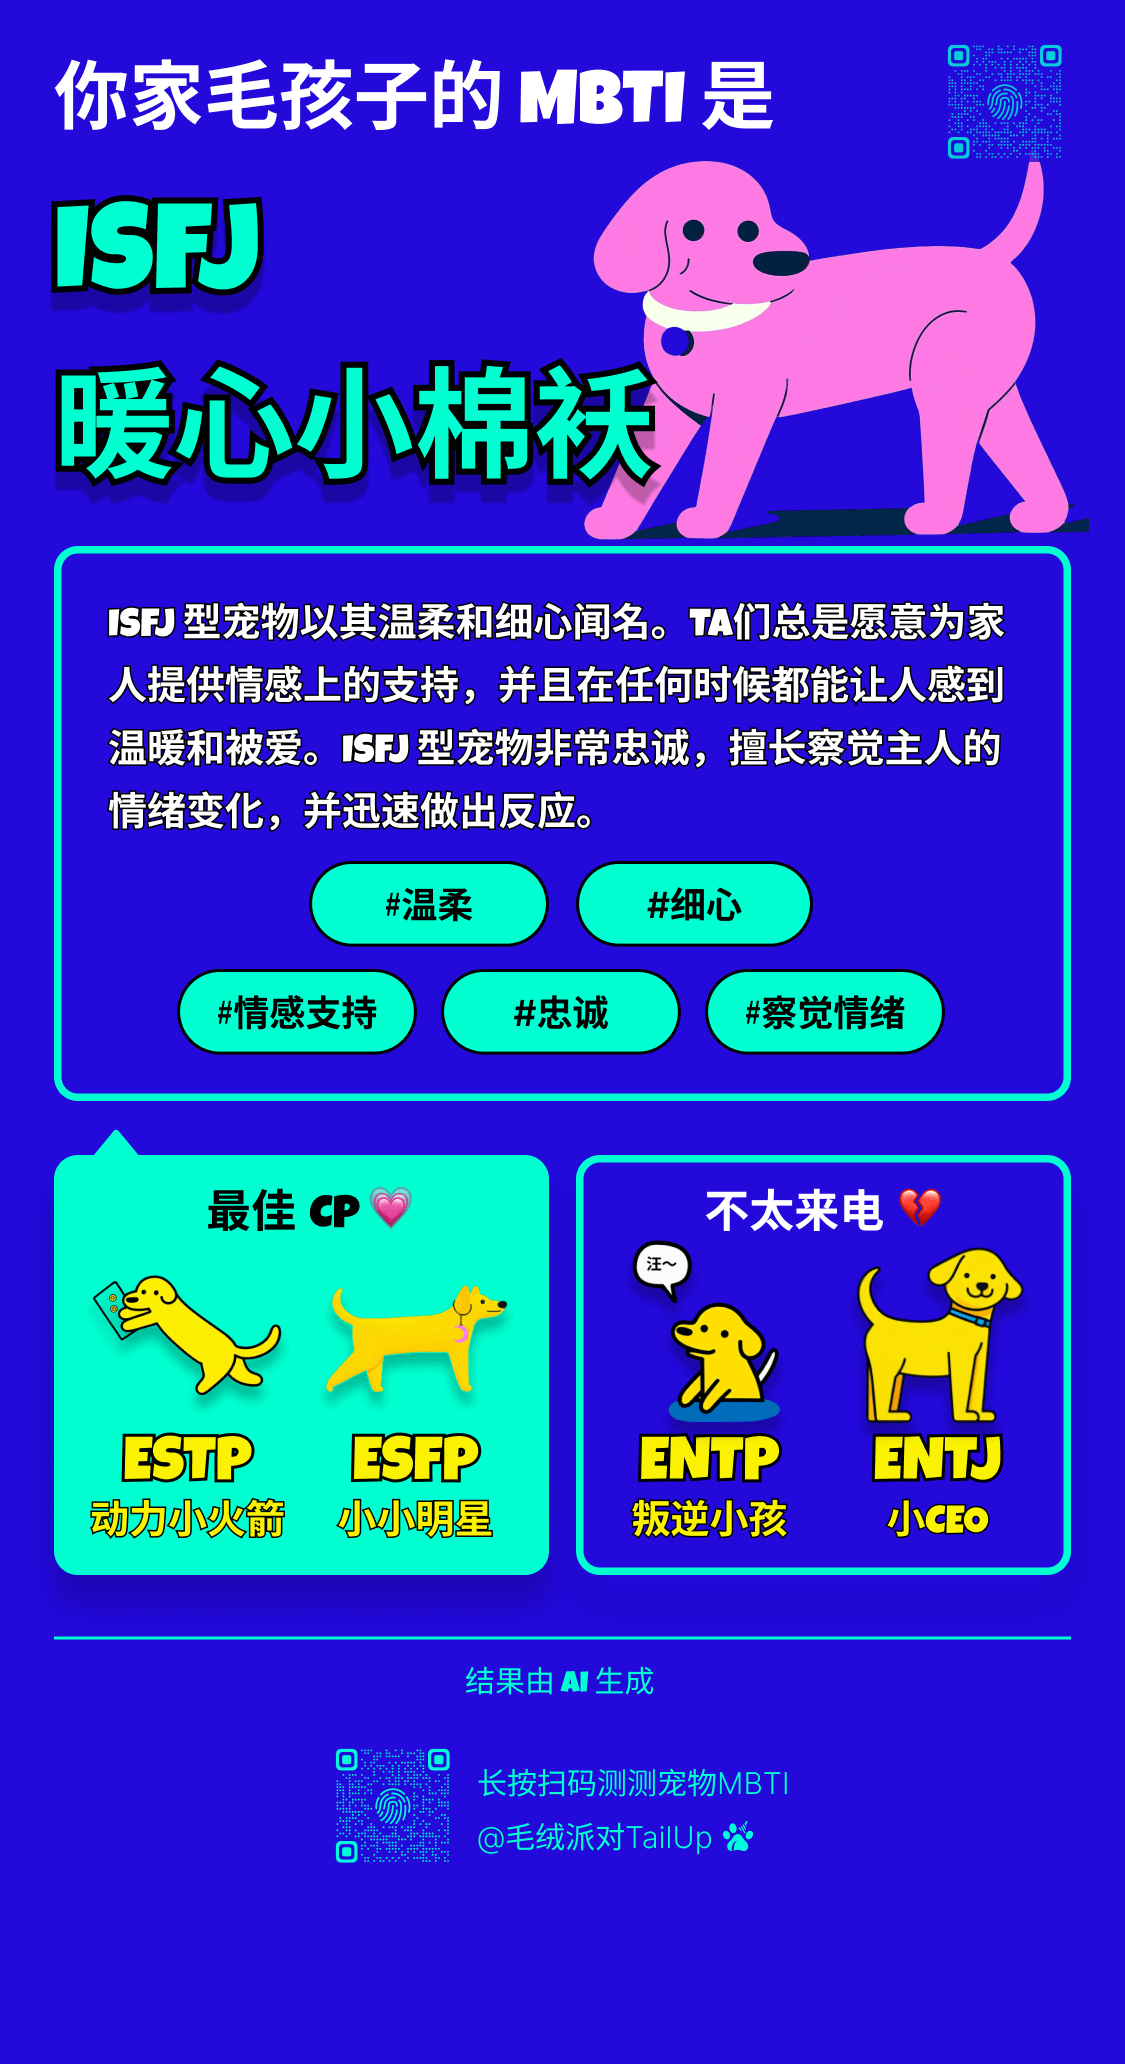 你家毛孩子的 MBTI 是
ISFJ
暖心小棉袄
ISFJ 型宠物以其温柔和细心闻名。TA们总是愿意为家
人提供情感上的支持，并且在任何时候都能让人感到
温暖和被爱。ISFJ 型宠物非常忠诚，擅长察觉主人的
情绪变化，并迅速做出反应。
#温柔
#细心
#情感支持
#忠诚
#察觉情绪
最佳 CP 💗
ESTP
动力小火箭
ESFP
小小明星
不太来电 💔
汪～
ENTP
叛逆小孩
ENTJ
小CEO
结果由 AI 生成
长按扫码测测宠物MBTI
@毛绒派对TailUp